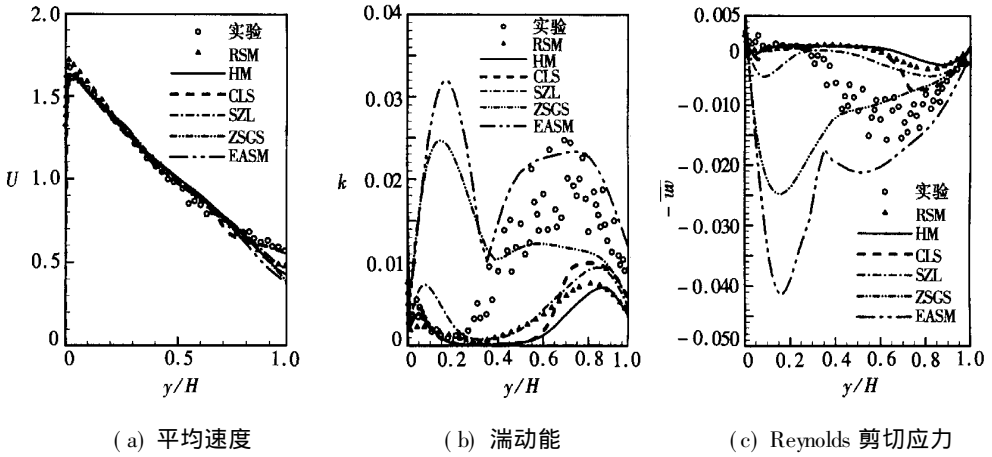 2.0
1.5
1.0
0.5
0
U
0
0.5
1.0
y/H
实验
RSM
HM
CLS
SZL
ZSGS
EASM
(a) 平均速度
0.04
0.03
0.02
0.01
0
k
0
0.2
0.4
0.6
0.8
1.0
y/H
实验
RSM
HM
CLS
SZL
ZSGS
EASM
(b) 湍动能
0.005
0
-0.010
-0.020
-0.030
-0.040
-0.050
0
0.2
0.4
0.6
0.8
1.0
y/H
实验
RSM
HM
CLS
SZL
ZSGS
EASM
(c) Reynolds 剪切应力